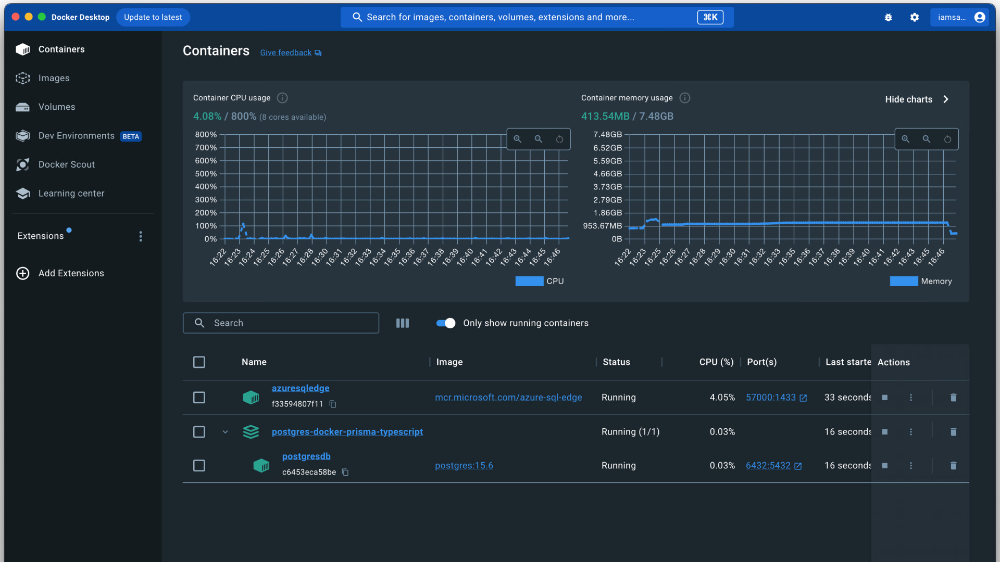 Docker Desktop
Update to latest
Search for images, containers, volumes, extensions and more...
⌘K
iamsa...
Containers
Images
Volumes
Dev Environments BETA
Docker Scout
Learning center
Extensions
Add Extensions
Containers
Give feedback
Container CPU usage
4.08% / 800% (8 cores available)
800%
700%
600%
500%
400%
300%
200%
100%
0%
16:22 16:23 16:24 16:25 16:26 16:27 16:28 16:30 16:31 16:32 16:33 16:34 16:35 16:36 16:37 16:38 16:39 16:40 16:41 16:42 16:43 16:44 16:45 16:46
CPU
Container memory usage
413.54MB / 7.48GB
Hide charts
7.48GB
6.52GB
5.59GB
4.66GB
3.73GB
2.79GB
1.86GB
953.67MB
0B
16:22 16:23 16:25 16:26 16:27 16:28 16:29 16:30 16:31 16:32 16:33 16:35 16:36 16:37 16:38 16:39 16:40 16:41 16:42 16:43 16:45 16:46
Memory
Search
Only show running containers
Name Image Status CPU (%) Port(s) Last starte Actions
azuresqledge
f33594807f11
mcr.microsoft.com/azure-sql-edge Running 4.05% 57000:1433 33 seconds
postgres-docker-prisma-typescript Running (1/1) 0.03% 16 seconds
postgresdb
c6453eca58be
postgres:15.6 Running 0.03% 6432:5432 16 seconds